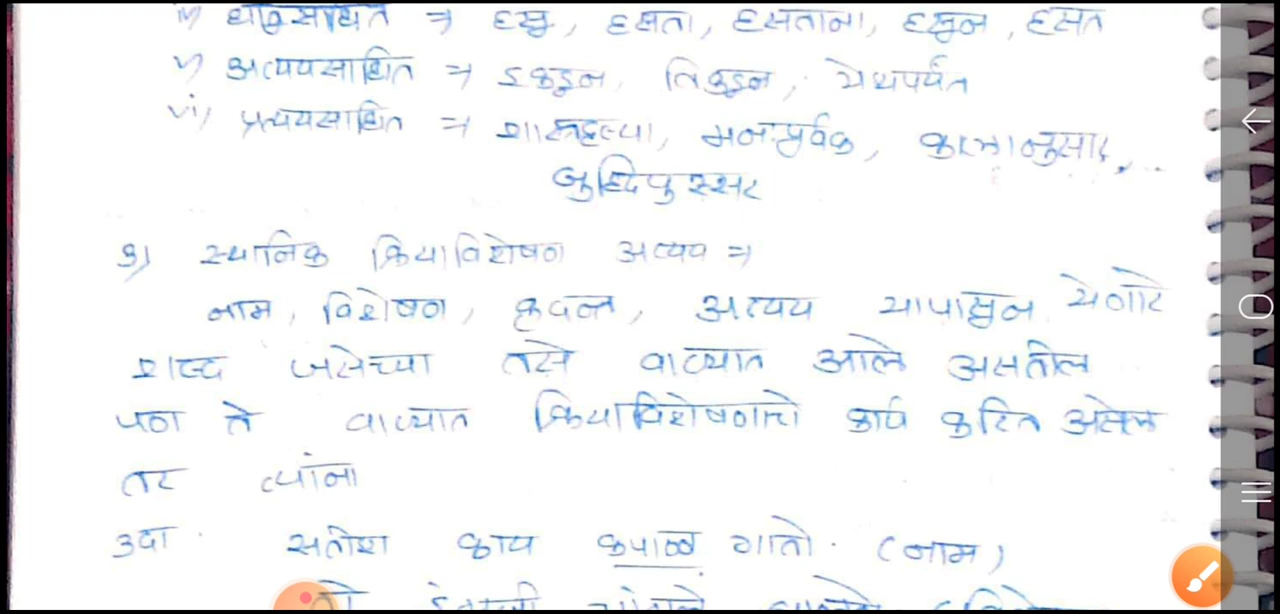 iv) धातुसाधित ⇒ हसू, हसता, हसताना, हसून, हसत
v) अव्ययसाधित ⇒ इकडून, तिकडून, येथपर्यंत
vi) प्रत्ययसाधित ⇒ शास्त्रदृष्ट्या, मनःपूर्वक, कालानुसार,...
बुद्धिपुरस्सर
3) स्थानिक क्रियाविशेषण अव्यय ⇒
नाम, विशेषण, कृदन्त, अव्यय यापासून येणारे
शब्द जसेच्या तसे वाक्यात आले असतील
पण ते वाक्यात क्रियाविशेषणाचे कार्य करित असेल
तर त्यांना
उदा. सतीश काय कपाळ गातो. (नाम)